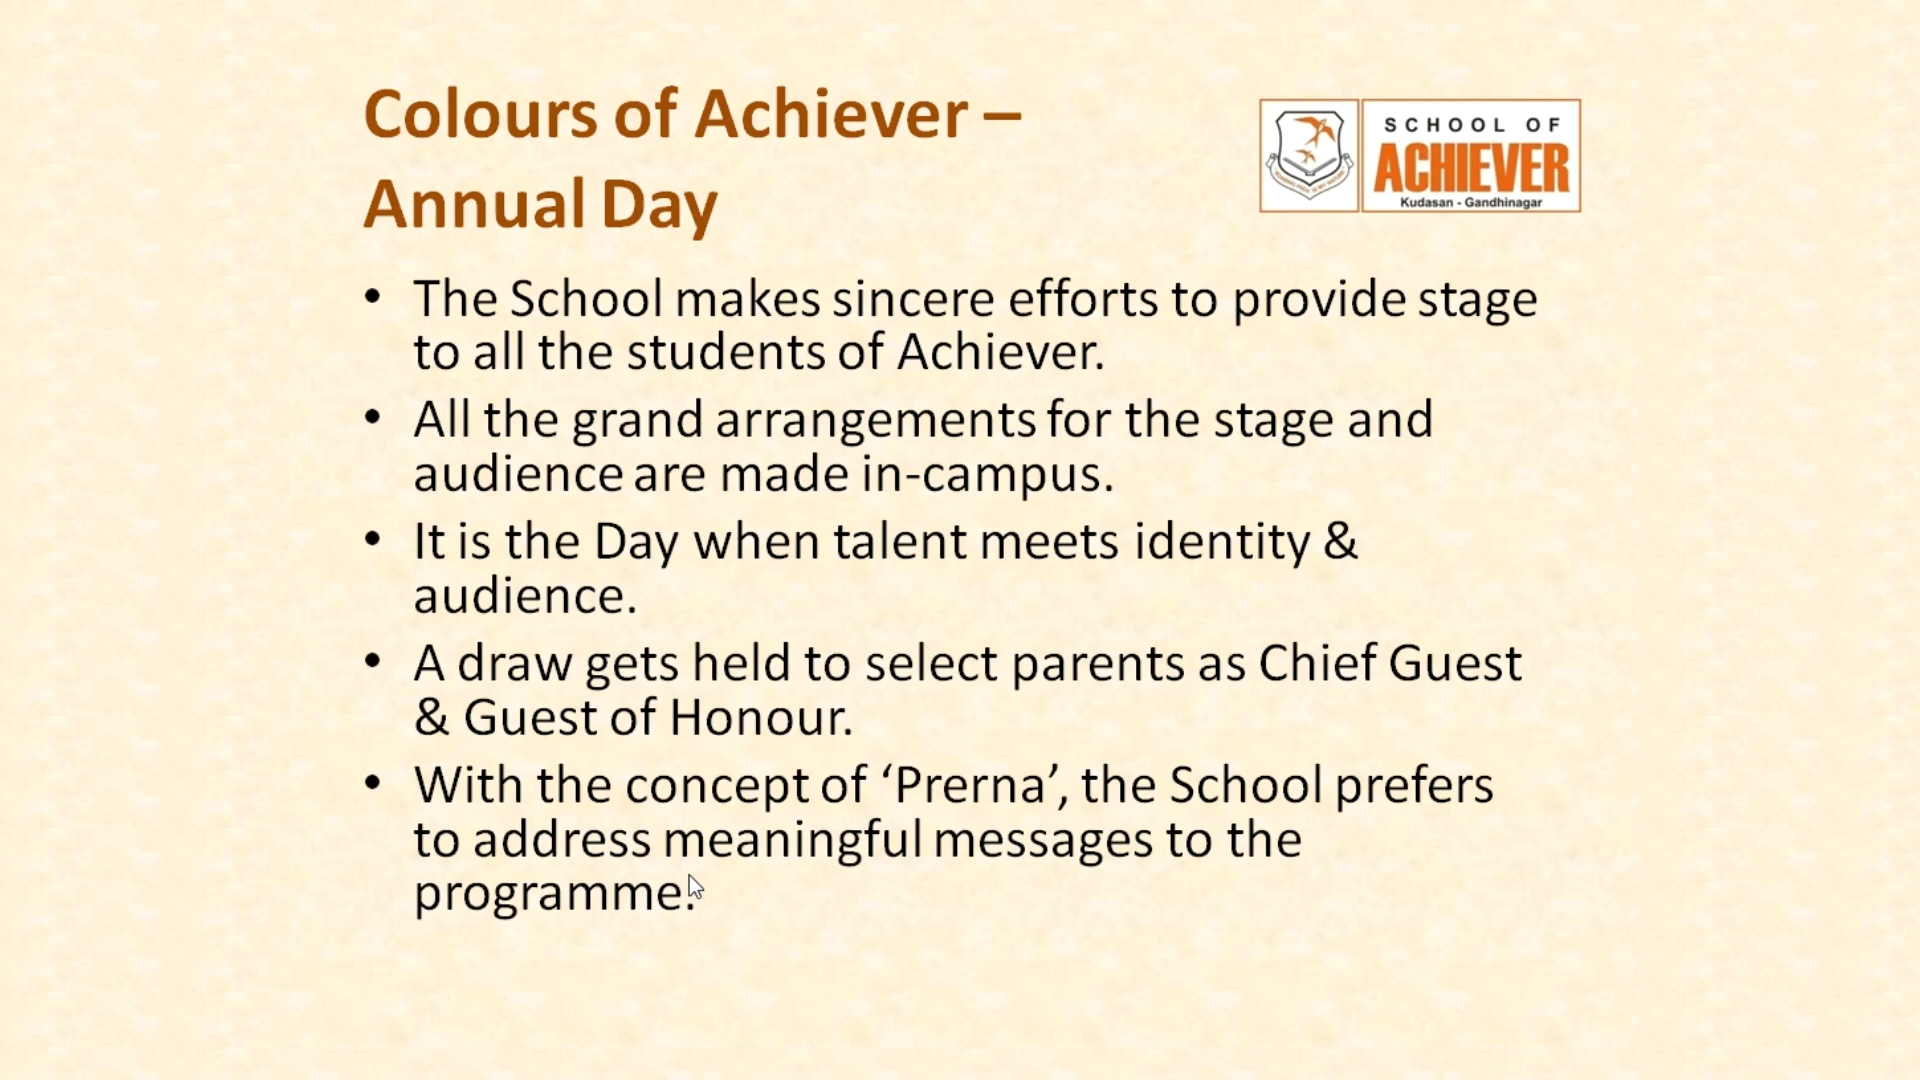 Colours of Achiever –
Annual Day
SCHOOL OF
ACHIEVER
Kudasan - Gandhinagar
• The School makes sincere efforts to provide stage
to all the students of Achiever.
• All the grand arrangements for the stage and
audience are made in-campus.
• It is the Day when talent meets identity &
audience.
• A draw gets held to select parents as Chief Guest
& Guest of Honour.
• With the concept of ‘Prerna’, the School prefers
to address meaningful messages to the
programme.